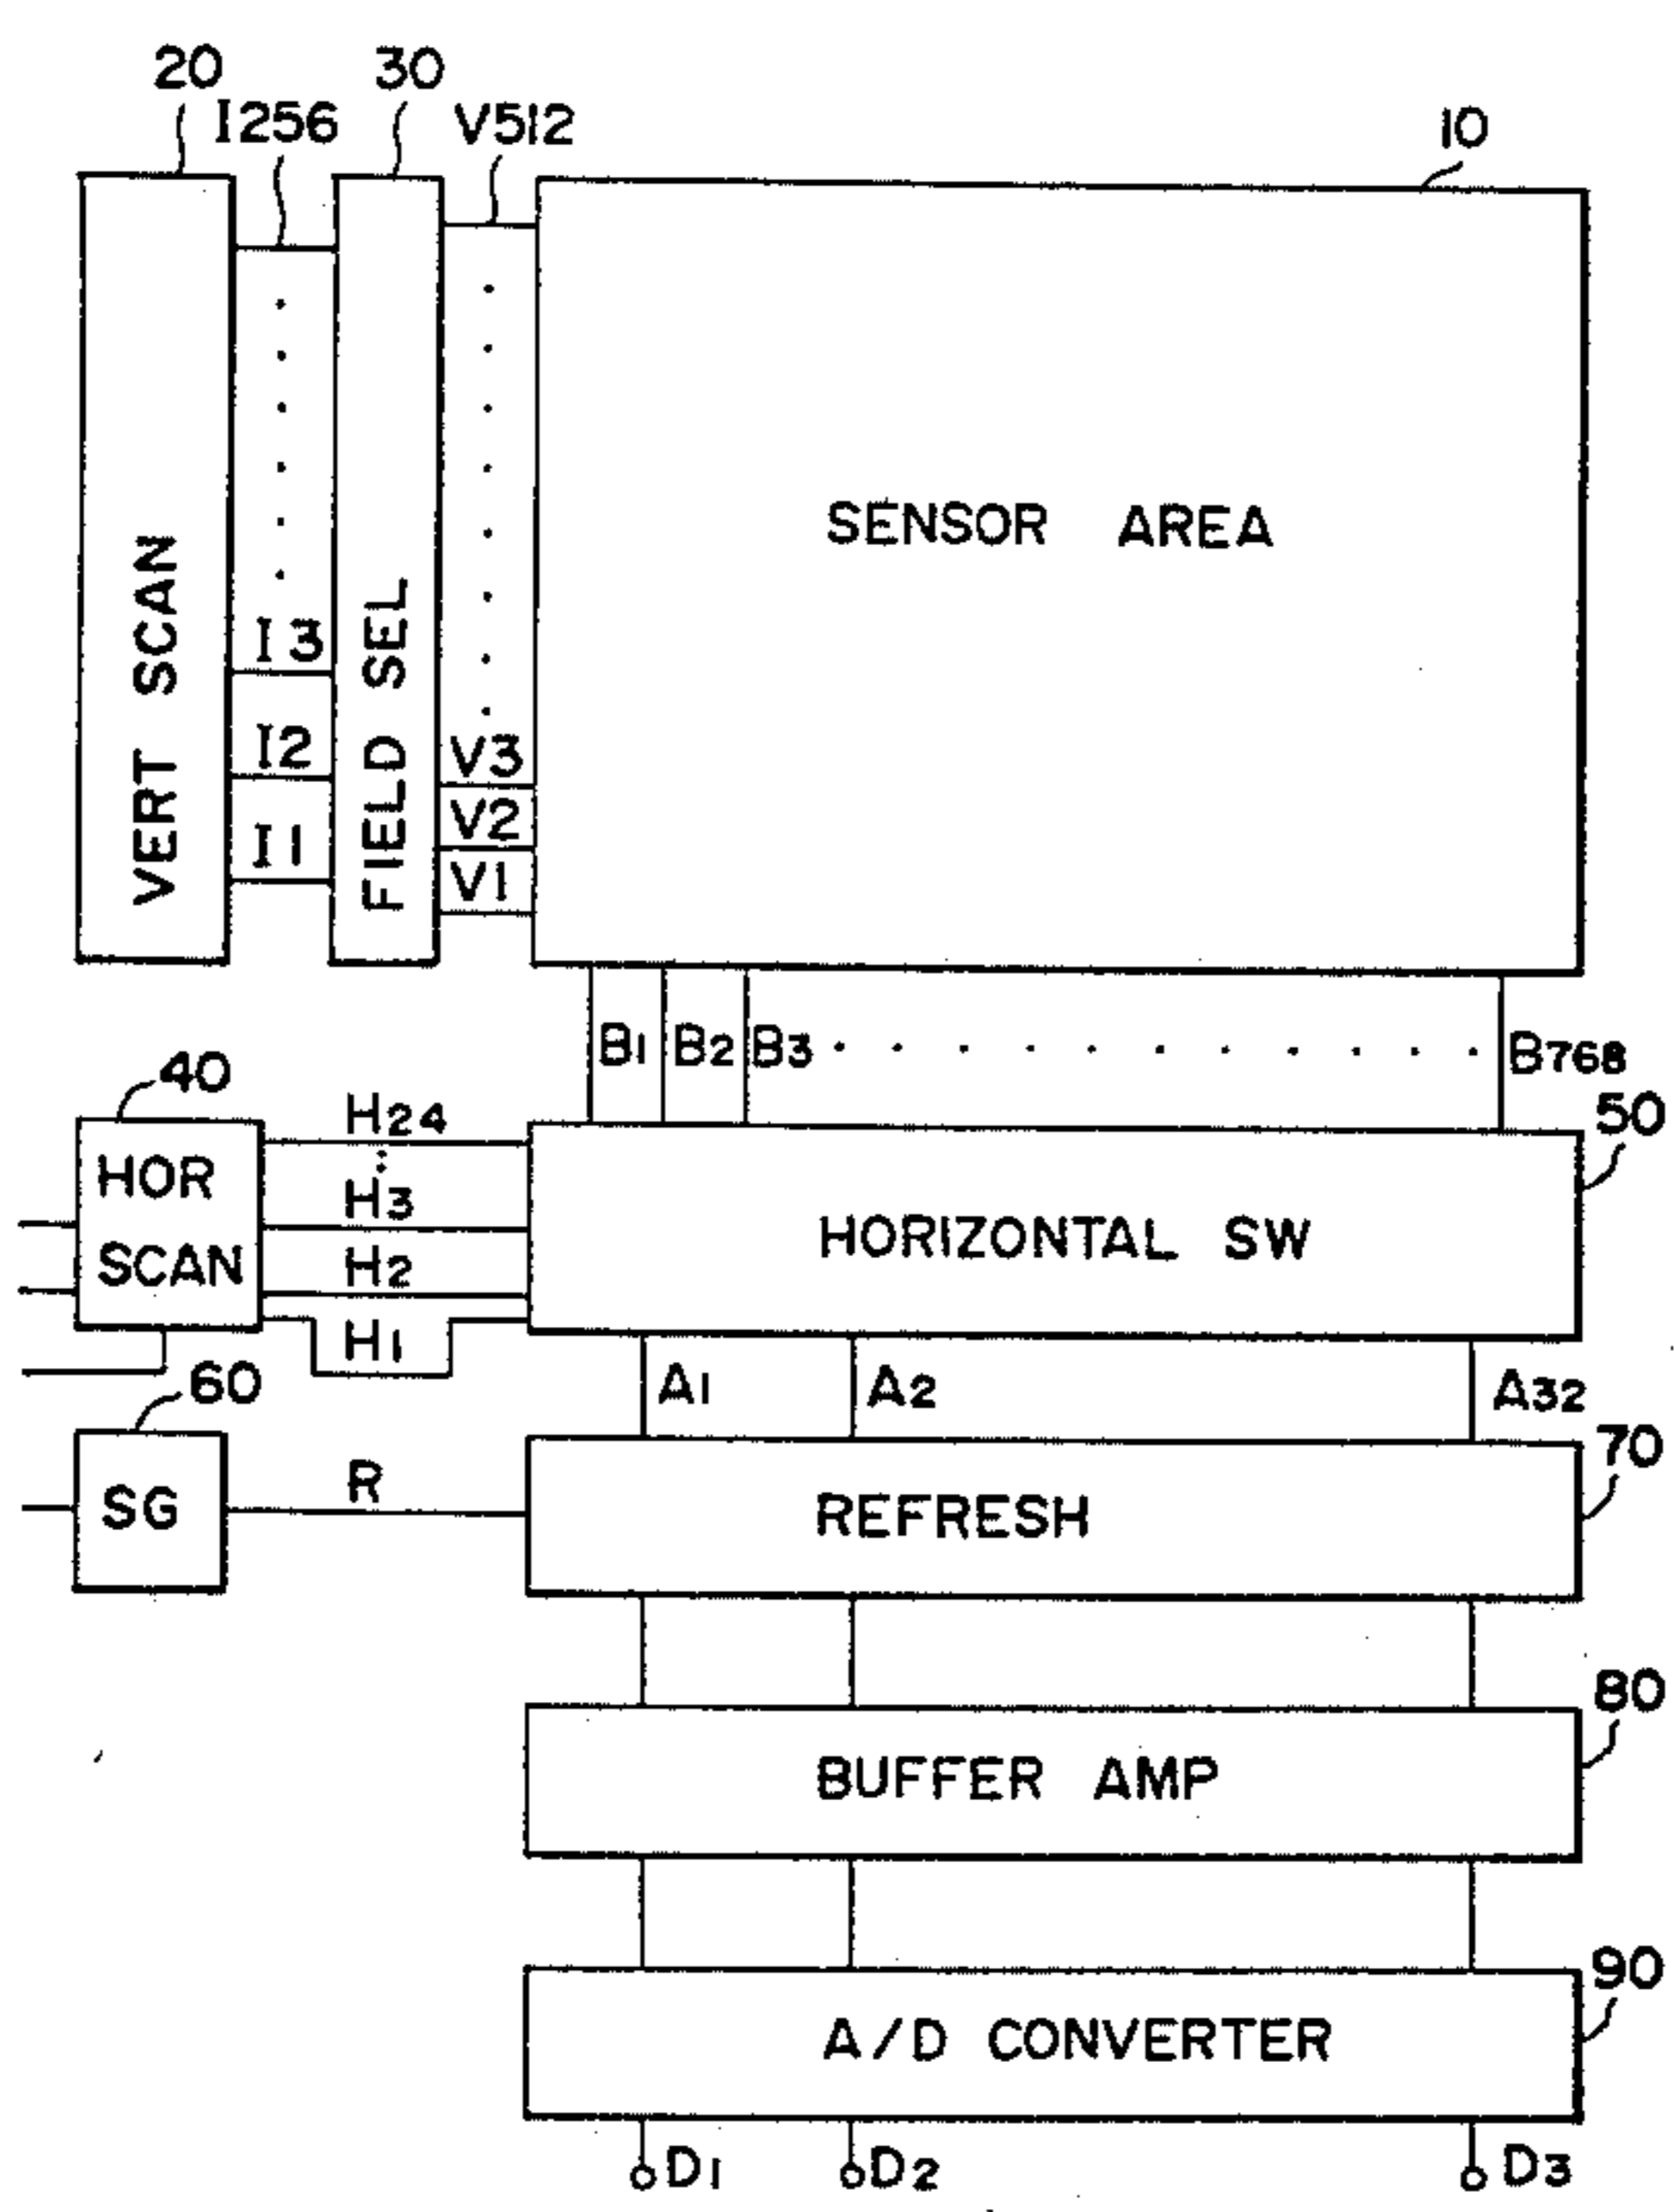 20
30
I256
V512
10
VERT SCAN
I3
I2
I1
FIELD SEL
V3
V2
V1
SENSOR AREA
B1 B2 B3 B768
40
HOR
SCAN
H24
H3
H2
H1
50
HORIZONTAL SW
A1 A2 A32
60
SG
R
70
REFRESH
80
BUFFER AMP
90
A/D CONVERTER
D1 D2 D3